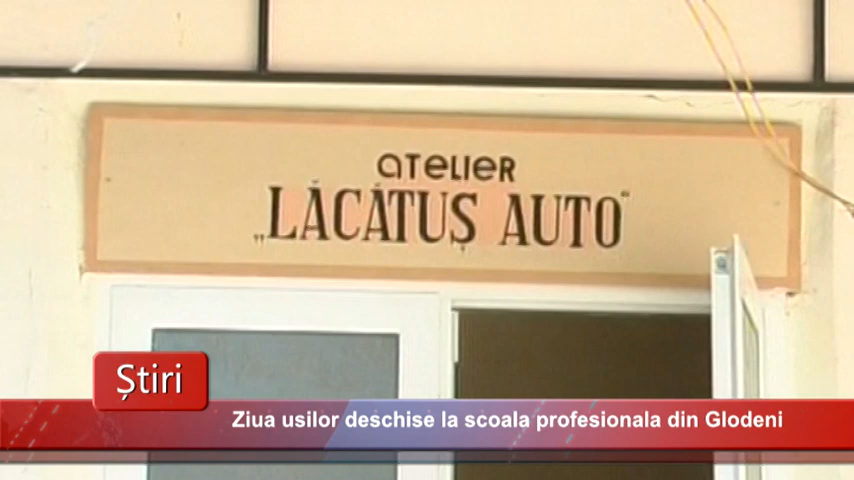 aTELIER
„LĂCĂTUȘ AUTO"
Știri
Ziua usilor deschise la scoala profesionala din Glodeni